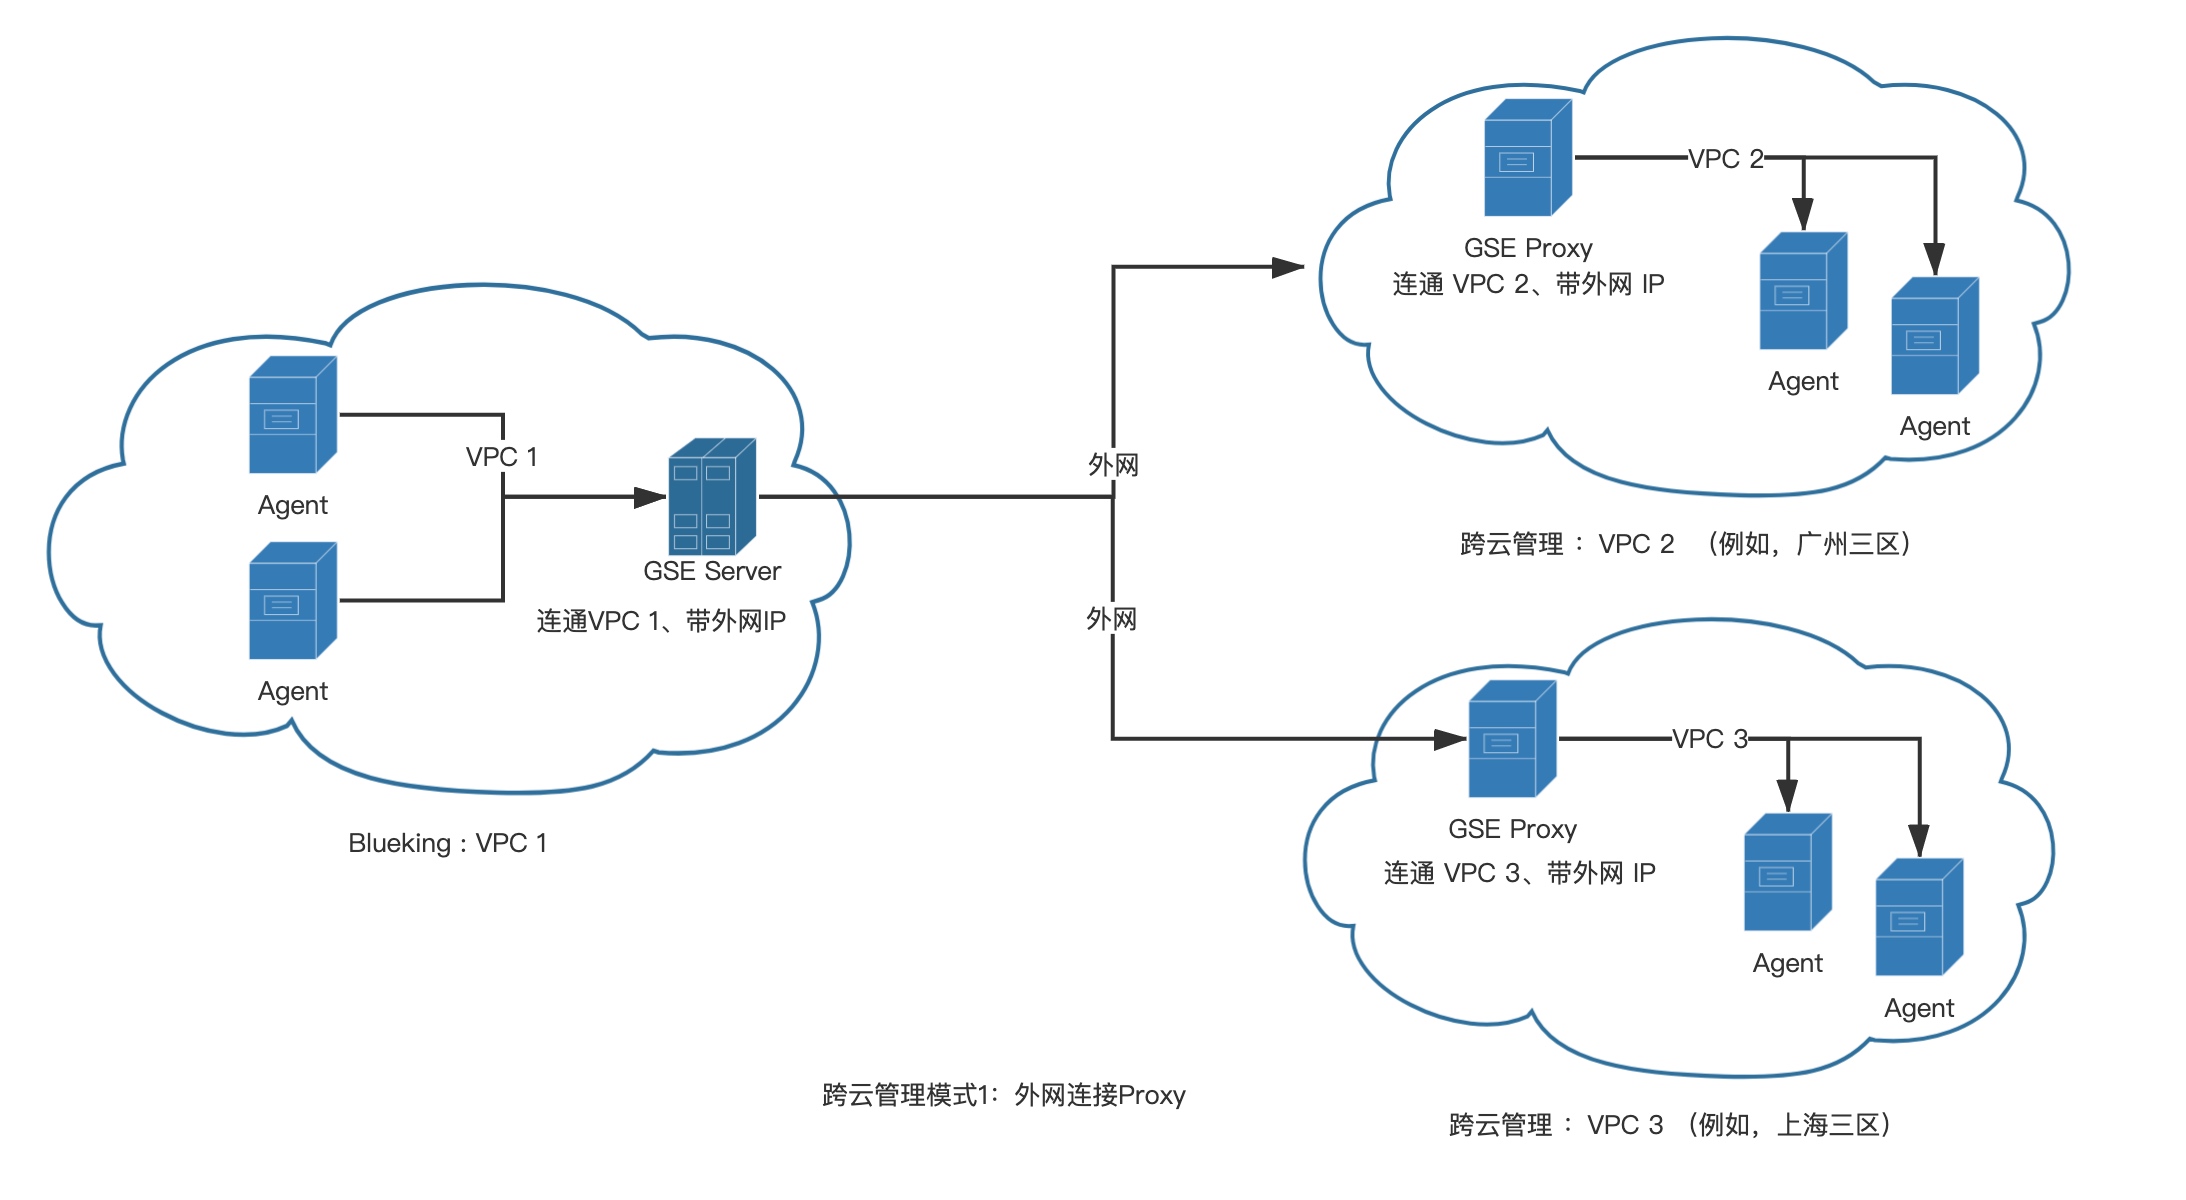 Agent
VPC 1
Agent
GSE Server
连通VPC 1、带外网IP
Blueking : VPC 1
外网
外网
VPC 2
GSE Proxy
连通 VPC 2、带外网 IP
Agent
Agent
跨云管理 : VPC 2 （例如，广州三区）
VPC 3
GSE Proxy
连通 VPC 3、带外网 IP
Agent
Agent
跨云管理 : VPC 3 （例如，上海三区）
跨云管理模式1：外网连接Proxy